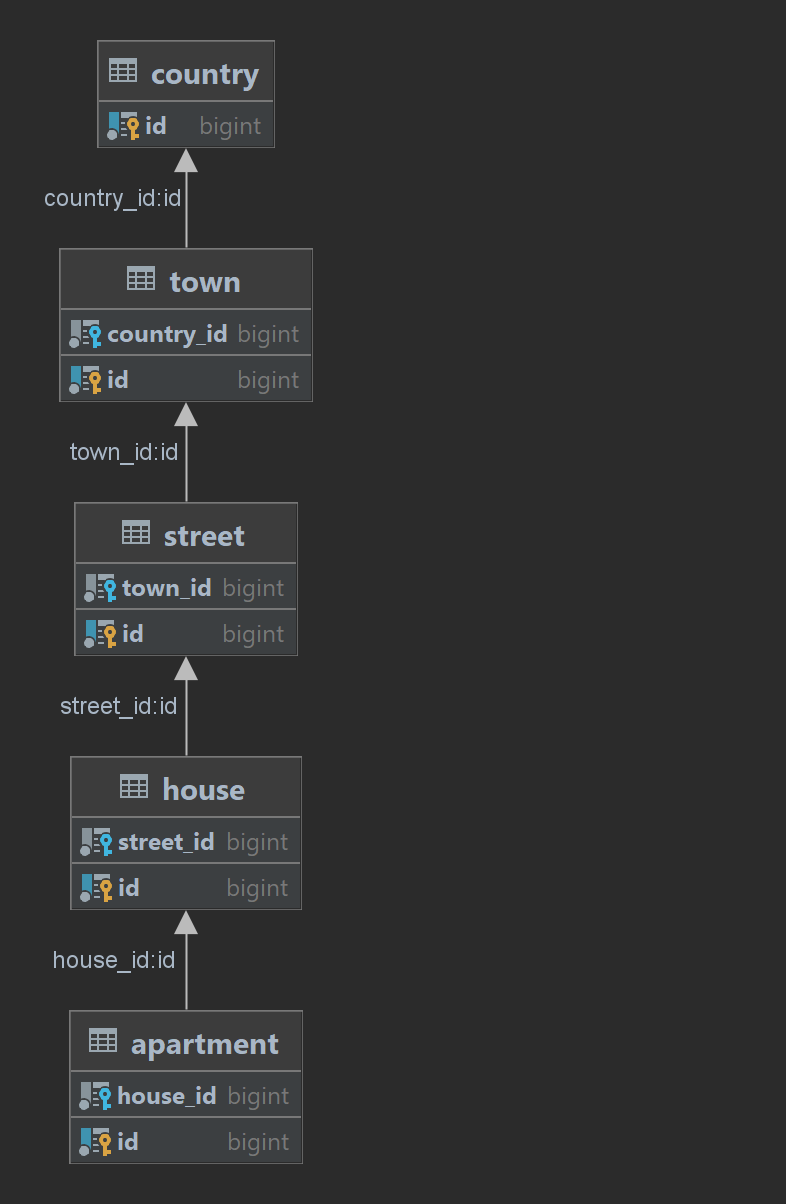 country
id bigint
country_id:id
town
country_id bigint
id bigint
town_id:id
street
town_id bigint
id bigint
street_id:id
house
street_id bigint
id bigint
house_id:id
apartment
house_id bigint
id bigint